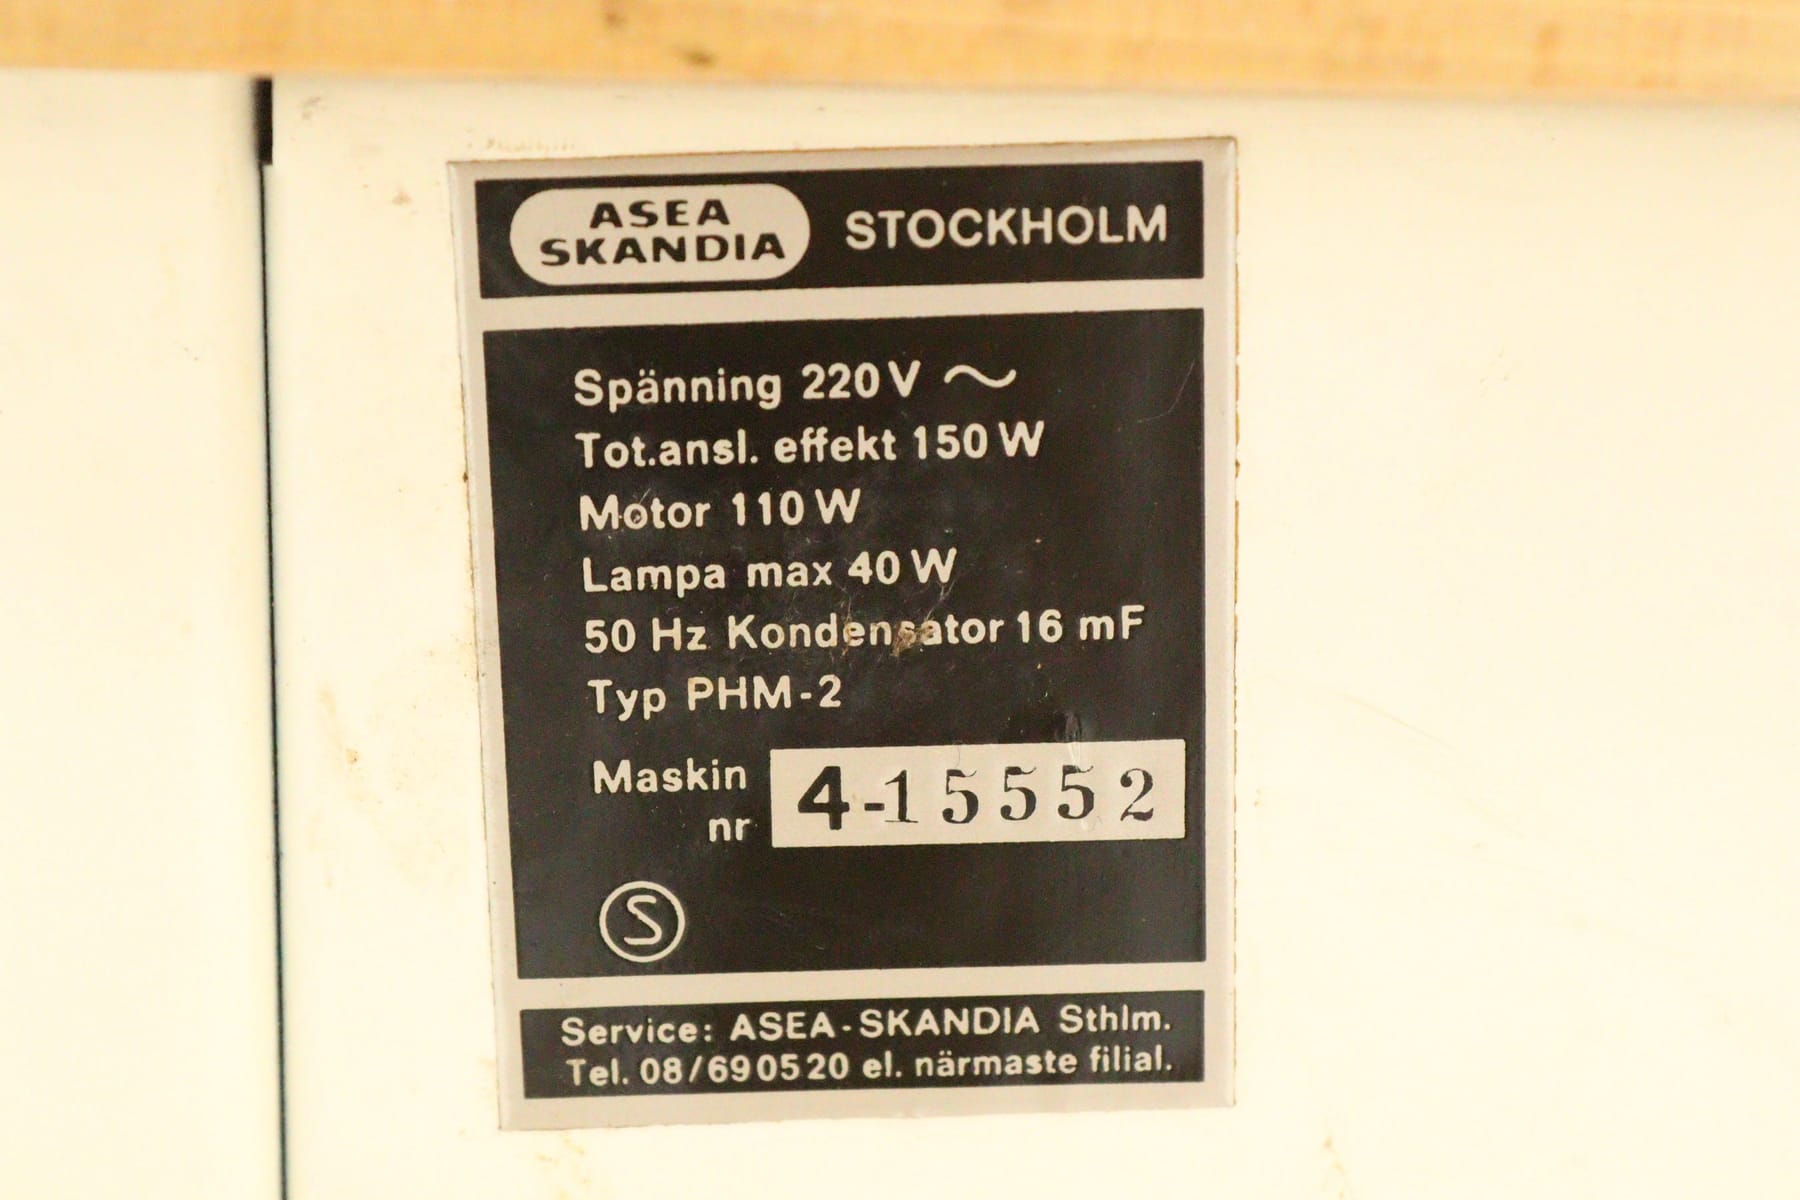 ASEA
SKANDIA
STOCKHOLM
Spänning 220 V ~
Tot.ansl. effekt 150 W
Motor 110 W
Lampa max 40 W
50 Hz Kondensator 16 mF
Typ PHM-2
Maskin
nr
4-15552
S
Service: ASEA-SKANDIA Sthlm.
Tel. 08/690520 el. närmaste filial.